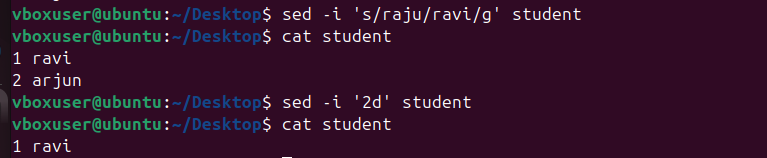 vboxuser@ubuntu:~/Desktop$ sed -i 's/raju/ravi/g' student
vboxuser@ubuntu:~/Desktop$ cat student
1 ravi
2 arjun
vboxuser@ubuntu:~/Desktop$ sed -i '2d' student
vboxuser@ubuntu:~/Desktop$ cat student
1 ravi